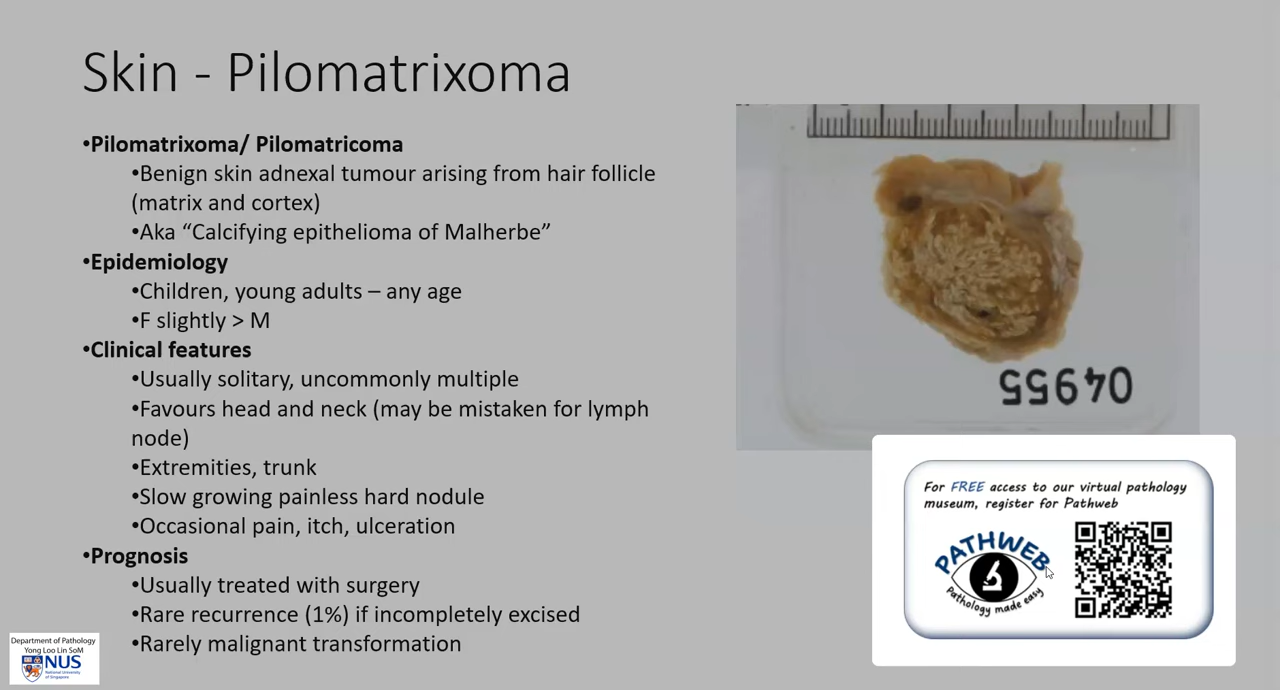 Skin - Pilomatrixoma
•Pilomatrixoma/ Pilomatricoma
•Benign skin adnexal tumour arising from hair follicle
(matrix and cortex)
•Aka “Calcifying epithelioma of Malherbe”
•Epidemiology
•Children, young adults – any age
•F slightly > M
•Clinical features
•Usually solitary, uncommonly multiple
•Favours head and neck (may be mistaken for lymph
node)
•Extremities, trunk
•Slow growing painless hard nodule
•Occasional pain, itch, ulceration
•Prognosis
•Usually treated with surgery
•Rare recurrence (1%) if incompletely excised
•Rarely malignant transformation
04955
For FREE access to our virtual pathology
museum, register for Pathweb
PATHWEB
Pathology made easy
Department of Pathology
Yong Loo Lin SoM
NUS
National University
of Singapore